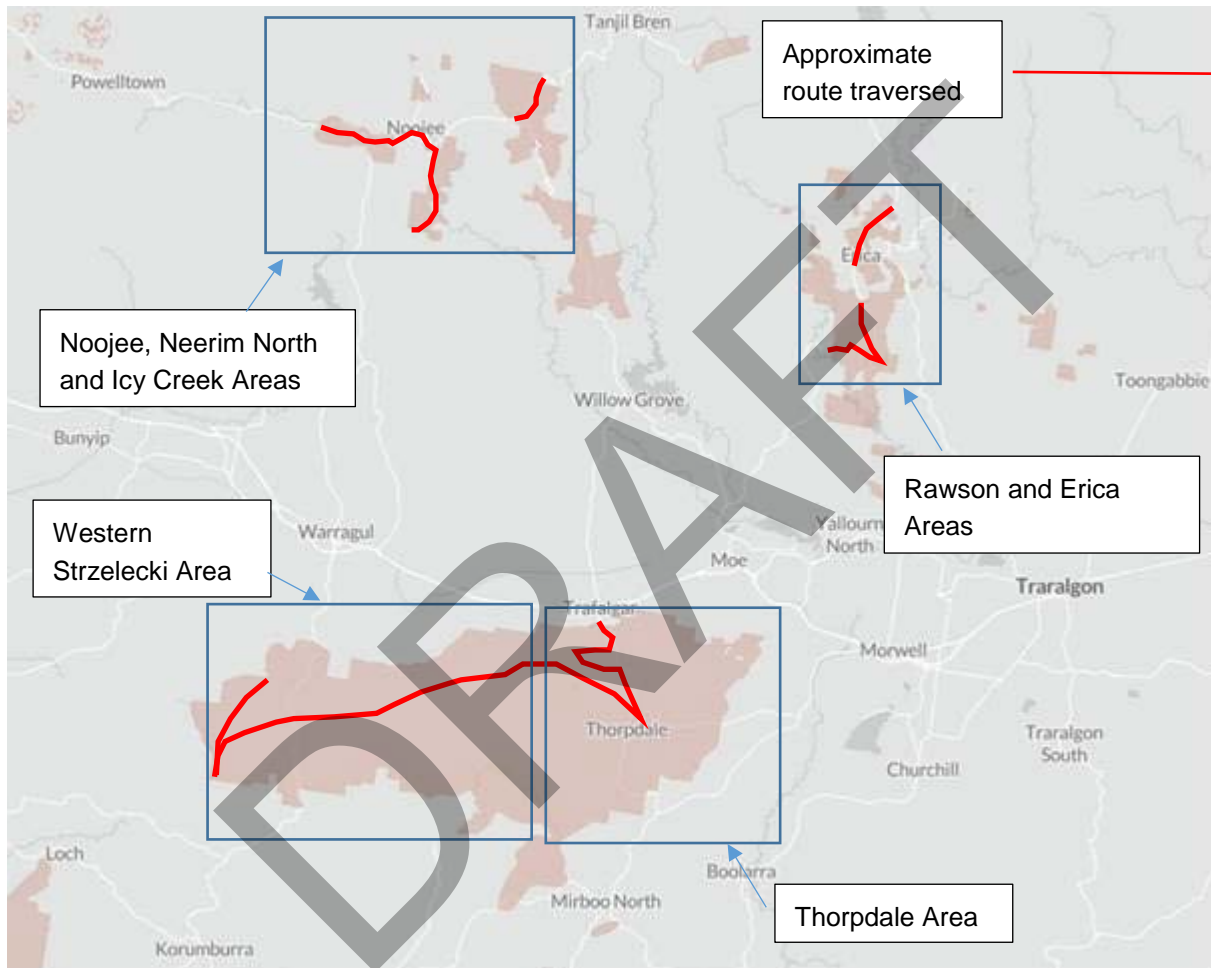 Tanjil Bren
Powelltown
Approximate
route traversed
Noojee
Erica
Noojee, Neerim North
and Icy Creek Areas
Toongabbie
Willow Grove
Bunyip
Rawson and Erica
Areas
Western
Strzelecki Area
Warragul
Yallourn
North
Moe
Traralgon
Trafalgar
Morwell
Thorpdale
Traralgon
South
Churchill
Loch
Boolarra
Mirboo North
Thorpdale Area
Korumburra
DRAFT